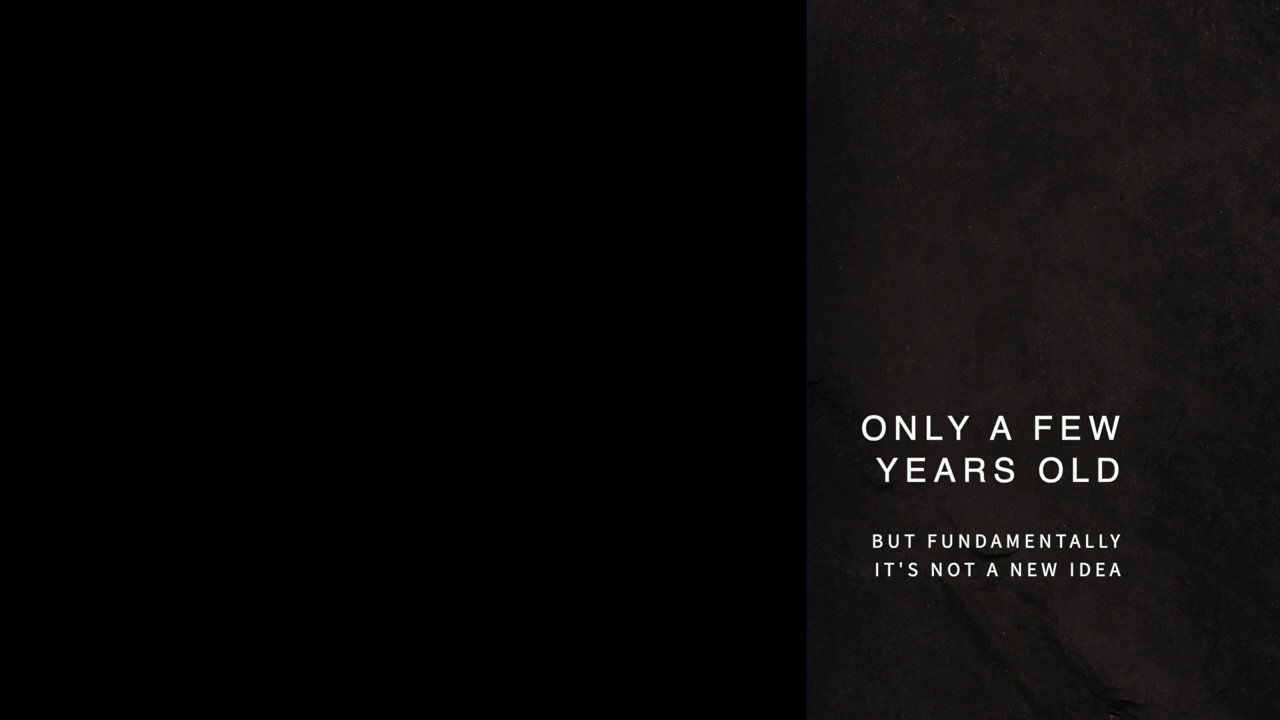 ONLY A FEW
YEARS OLD
BUT FUNDAMENTALLY
IT'S NOT A NEW IDEA